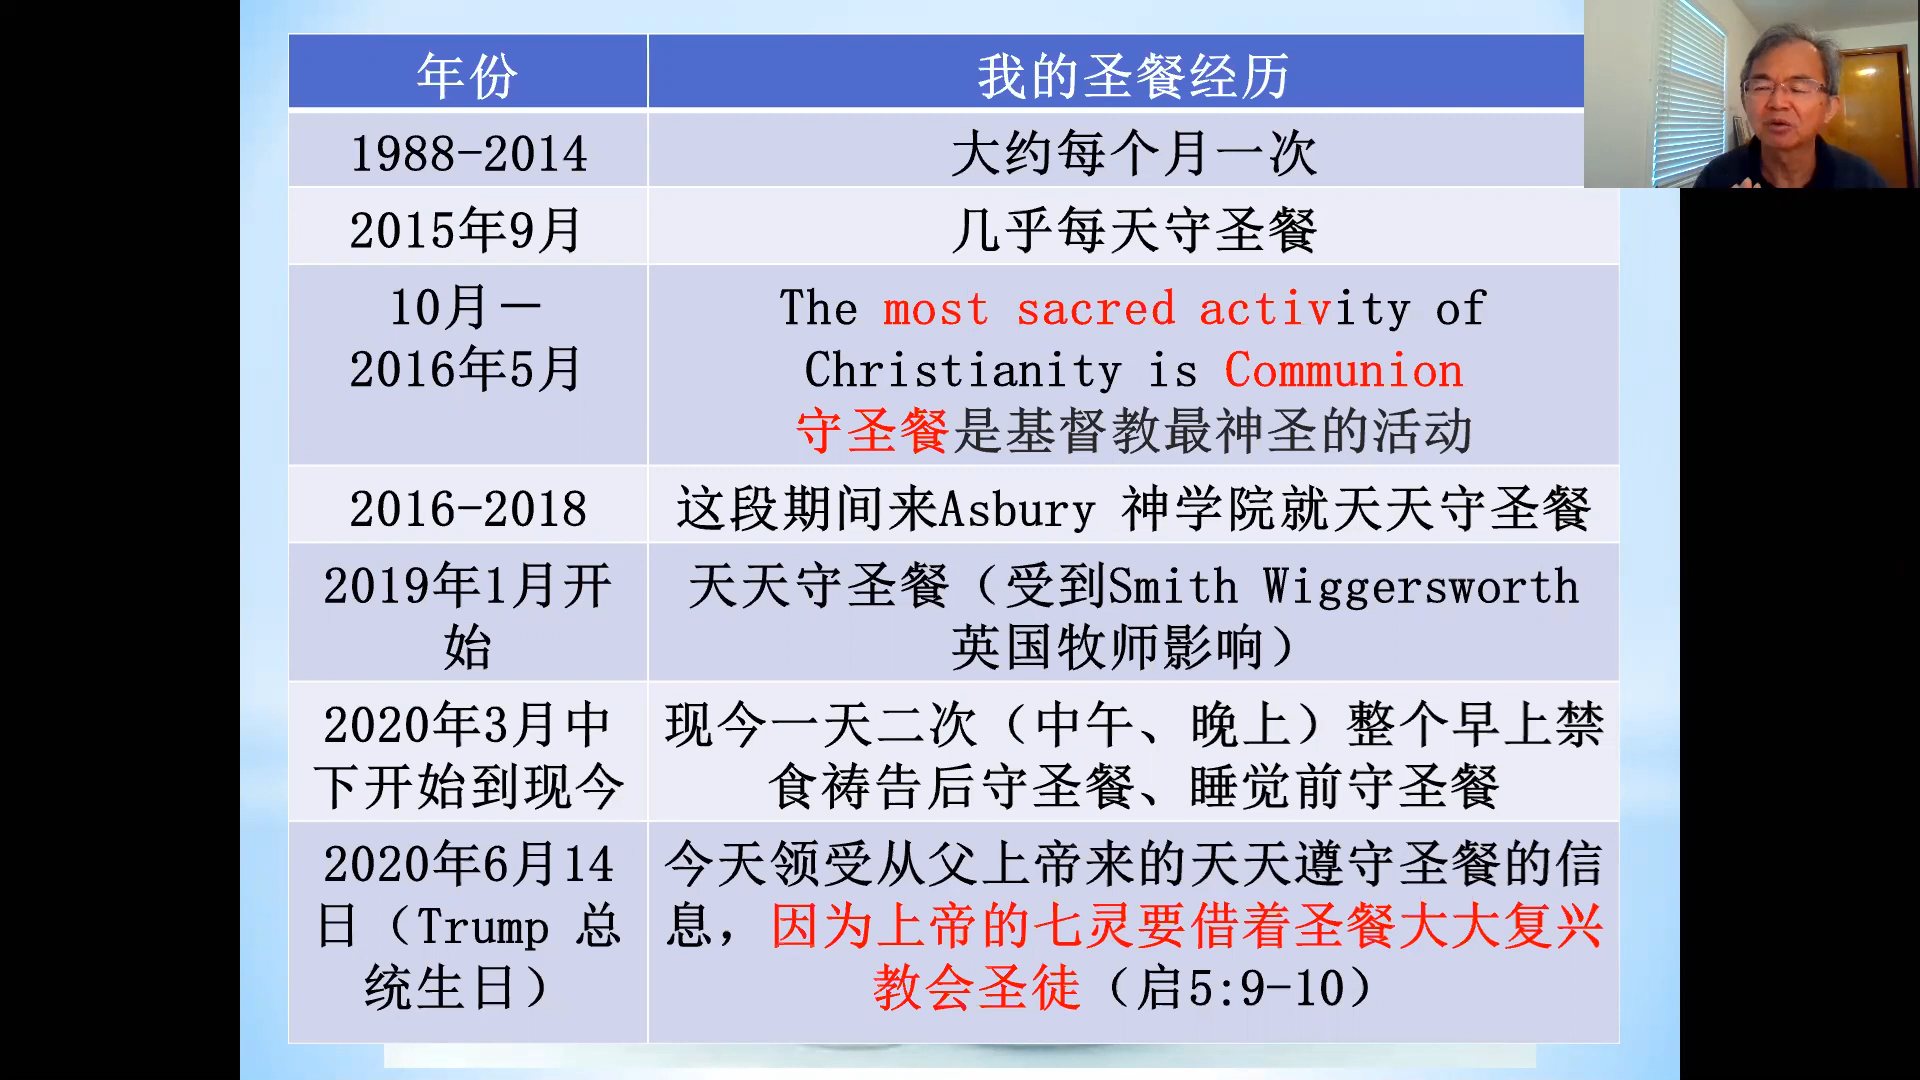 年份
我的圣餐经历
1988-2014
大约每个月一次
2015年9月
几乎每天守圣餐
10月－
2016年5月
The most sacred activity of
Christianity is Communion
守圣餐是基督教最神圣的活动
2016-2018
这段期间来Asbury 神学院就天天守圣餐
2019年1月开
始
天天守圣餐（受到Smith Wiggersworth
英国牧师影响）
2020年3月中
下开始到现今
现今一天二次（中午、晚上）整个早上禁
食祷告后守圣餐、睡觉前守圣餐
2020年6月14
日（Trump 总
统生日）
今天领受从父上帝来的天天遵守圣餐的信
息，因为上帝的七灵要借着圣餐大大复兴
教会圣徒（启5:9-10）